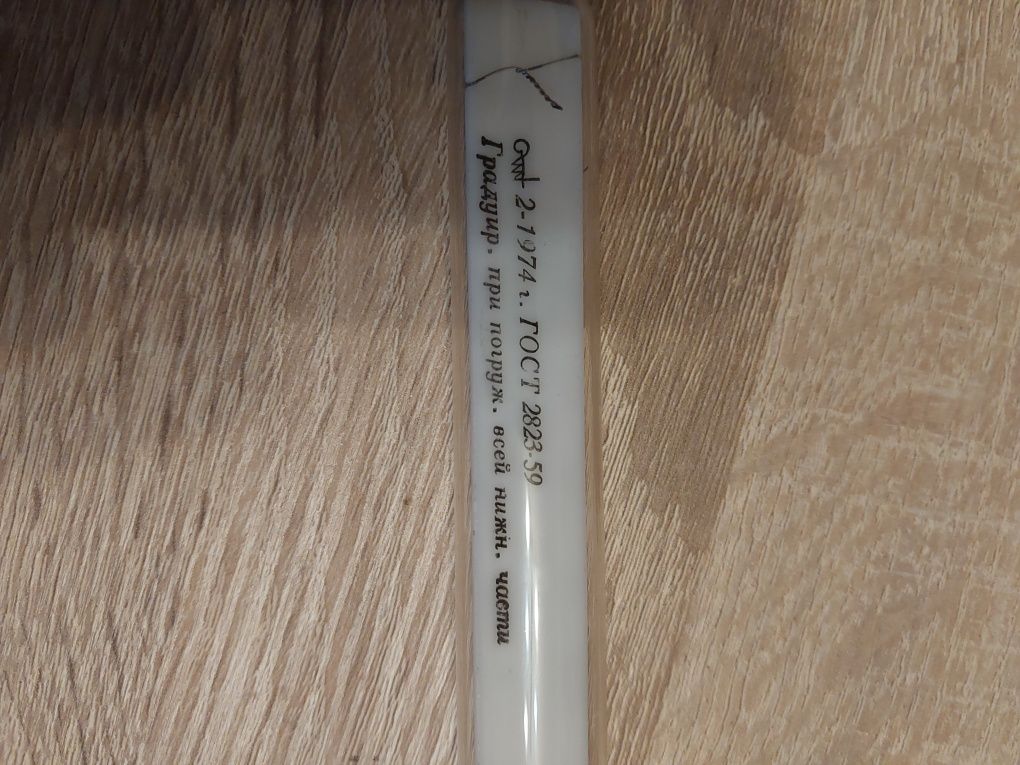 2-1974 г. ГОСТ 2823-59
Градуир. при погруж. всей нижн. части